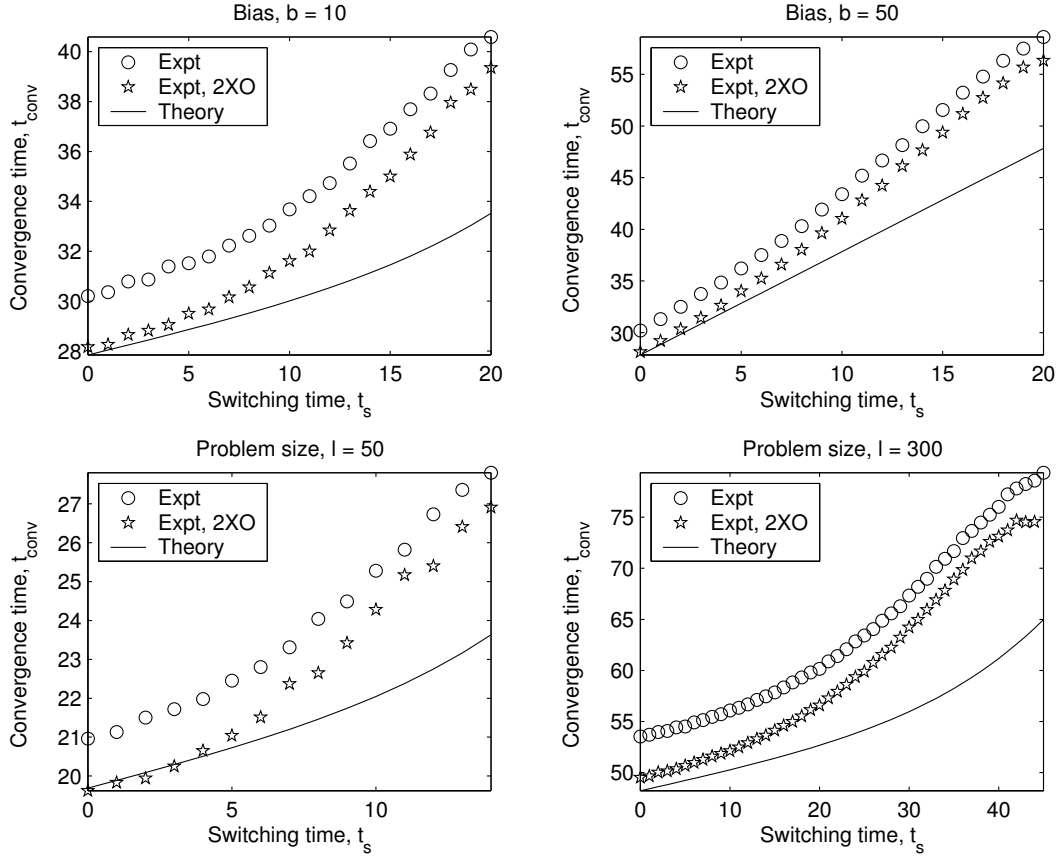 Bias, b = 10
Convergence time, t_conv
40
38
36
34
32
30
28
Expt
Expt, 2XO
Theory
0 5 10 15 20
Switching time, t_s
Bias, b = 50
Convergence time, t_conv
55
50
45
40
35
30
Expt
Expt, 2XO
Theory
0 5 10 15 20
Switching time, t_s
Problem size, l = 50
Convergence time, t_conv
27
26
25
24
23
22
21
20
Expt
Expt, 2XO
Theory
0 5 10
Switching time, t_s
Problem size, l = 300
Convergence time, t_conv
75
70
65
60
55
50
Expt
Expt, 2XO
Theory
0 10 20 30 40
Switching time, t_s